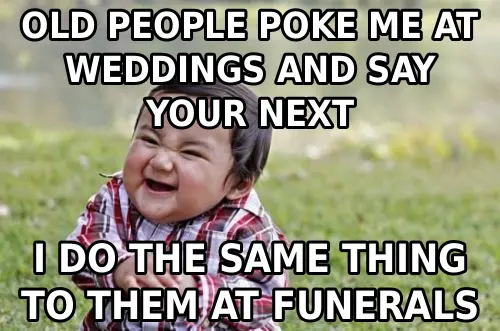 OLD PEOPLE POKE ME AT
WEDDINGS AND SAY
YOUR NEXT
I DO THE SAME THING
TO THEM AT FUNERALS